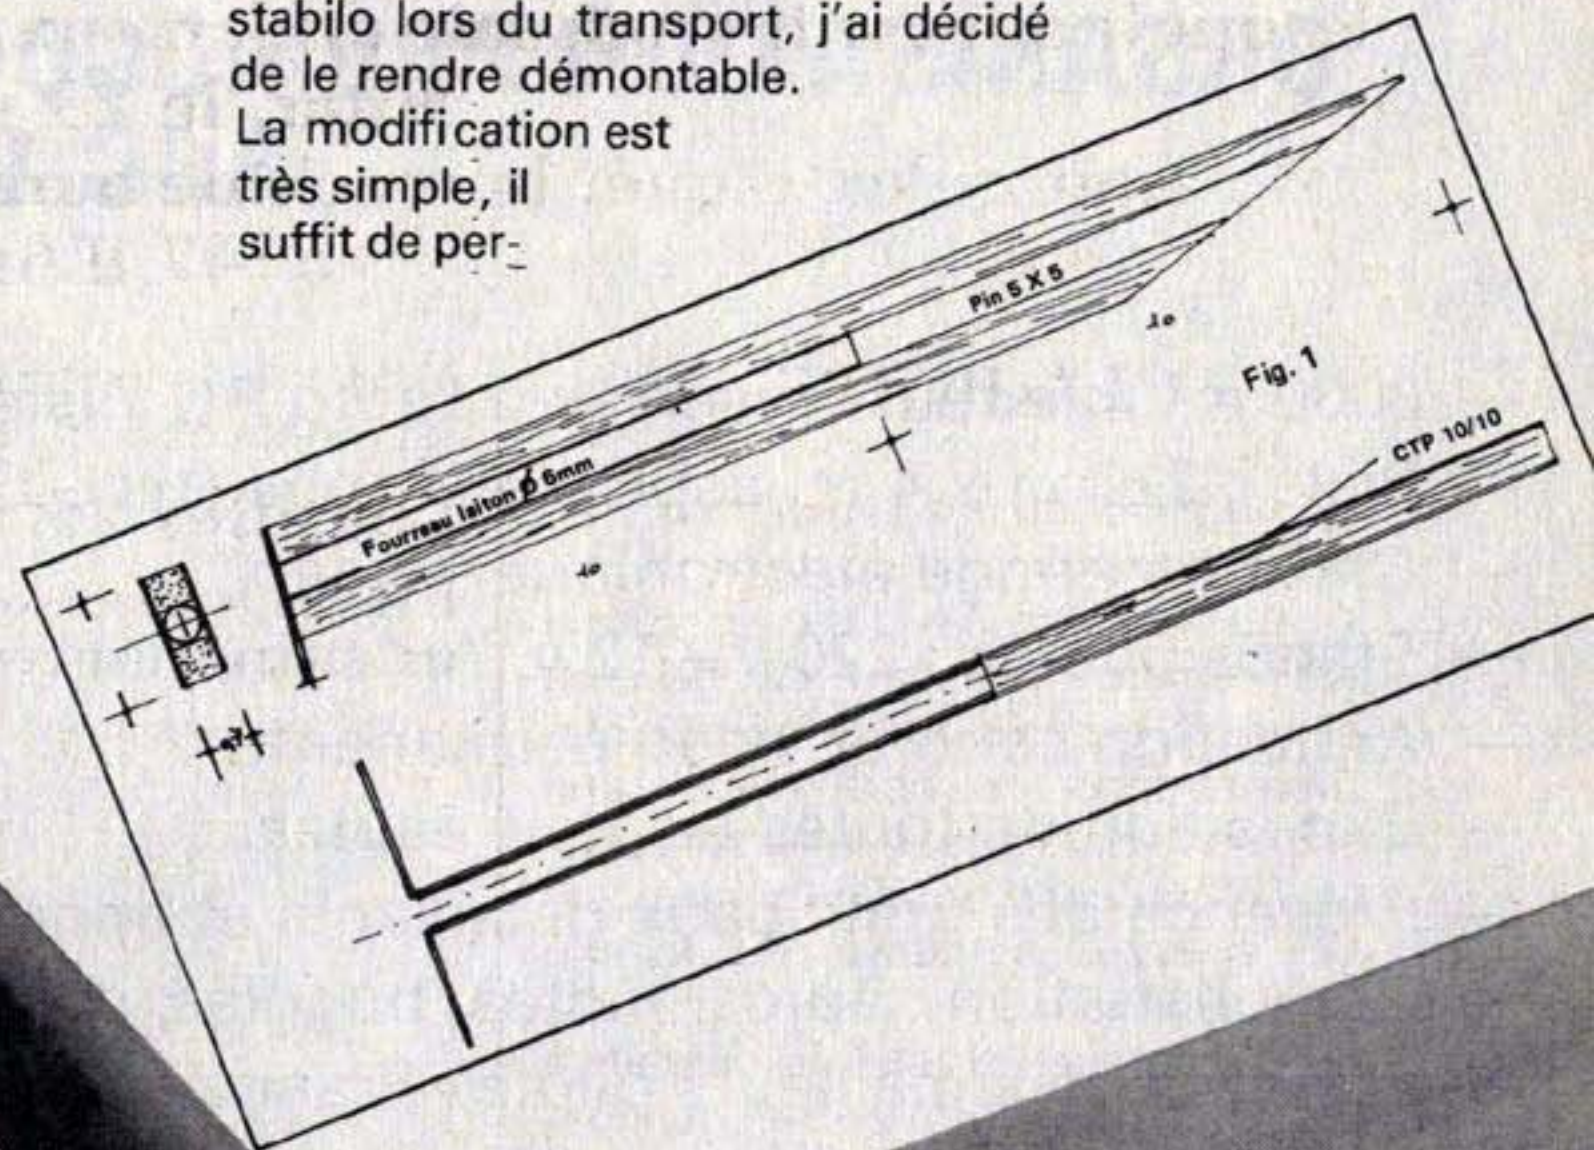 stabilo lors du transport, j'ai décidé
de le rendre démontable.
La modification est
très simple, il
suffit de per-
Pin 5 X 5
Fourreau laiton Ø 6mm
Fig. 1
CTP 10/10